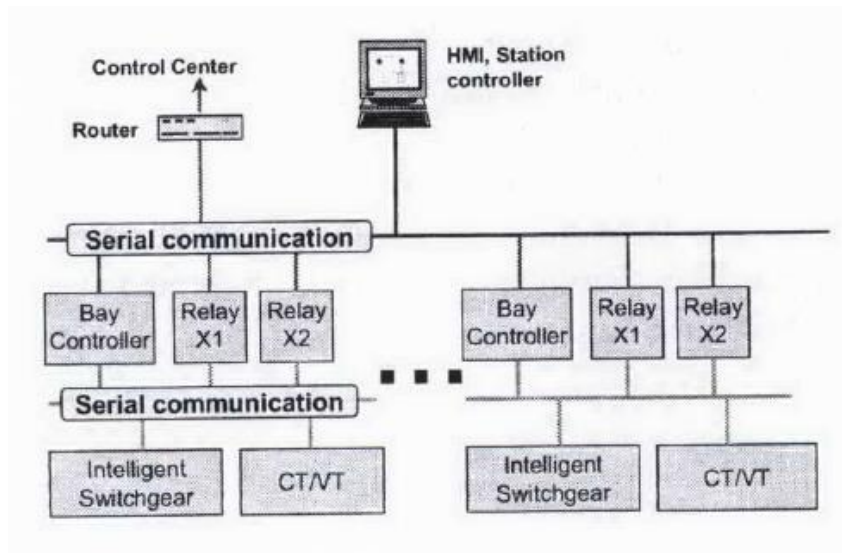 Control Center
HMI, Station
controller
Router
Serial communication
Bay
Controller
Relay
X1
Relay
X2
Bay
Controller
Relay
X1
Relay
X2
Serial communication
Intelligent
Switchgear
CT/VT
Intelligent
Switchgear
CT/VT